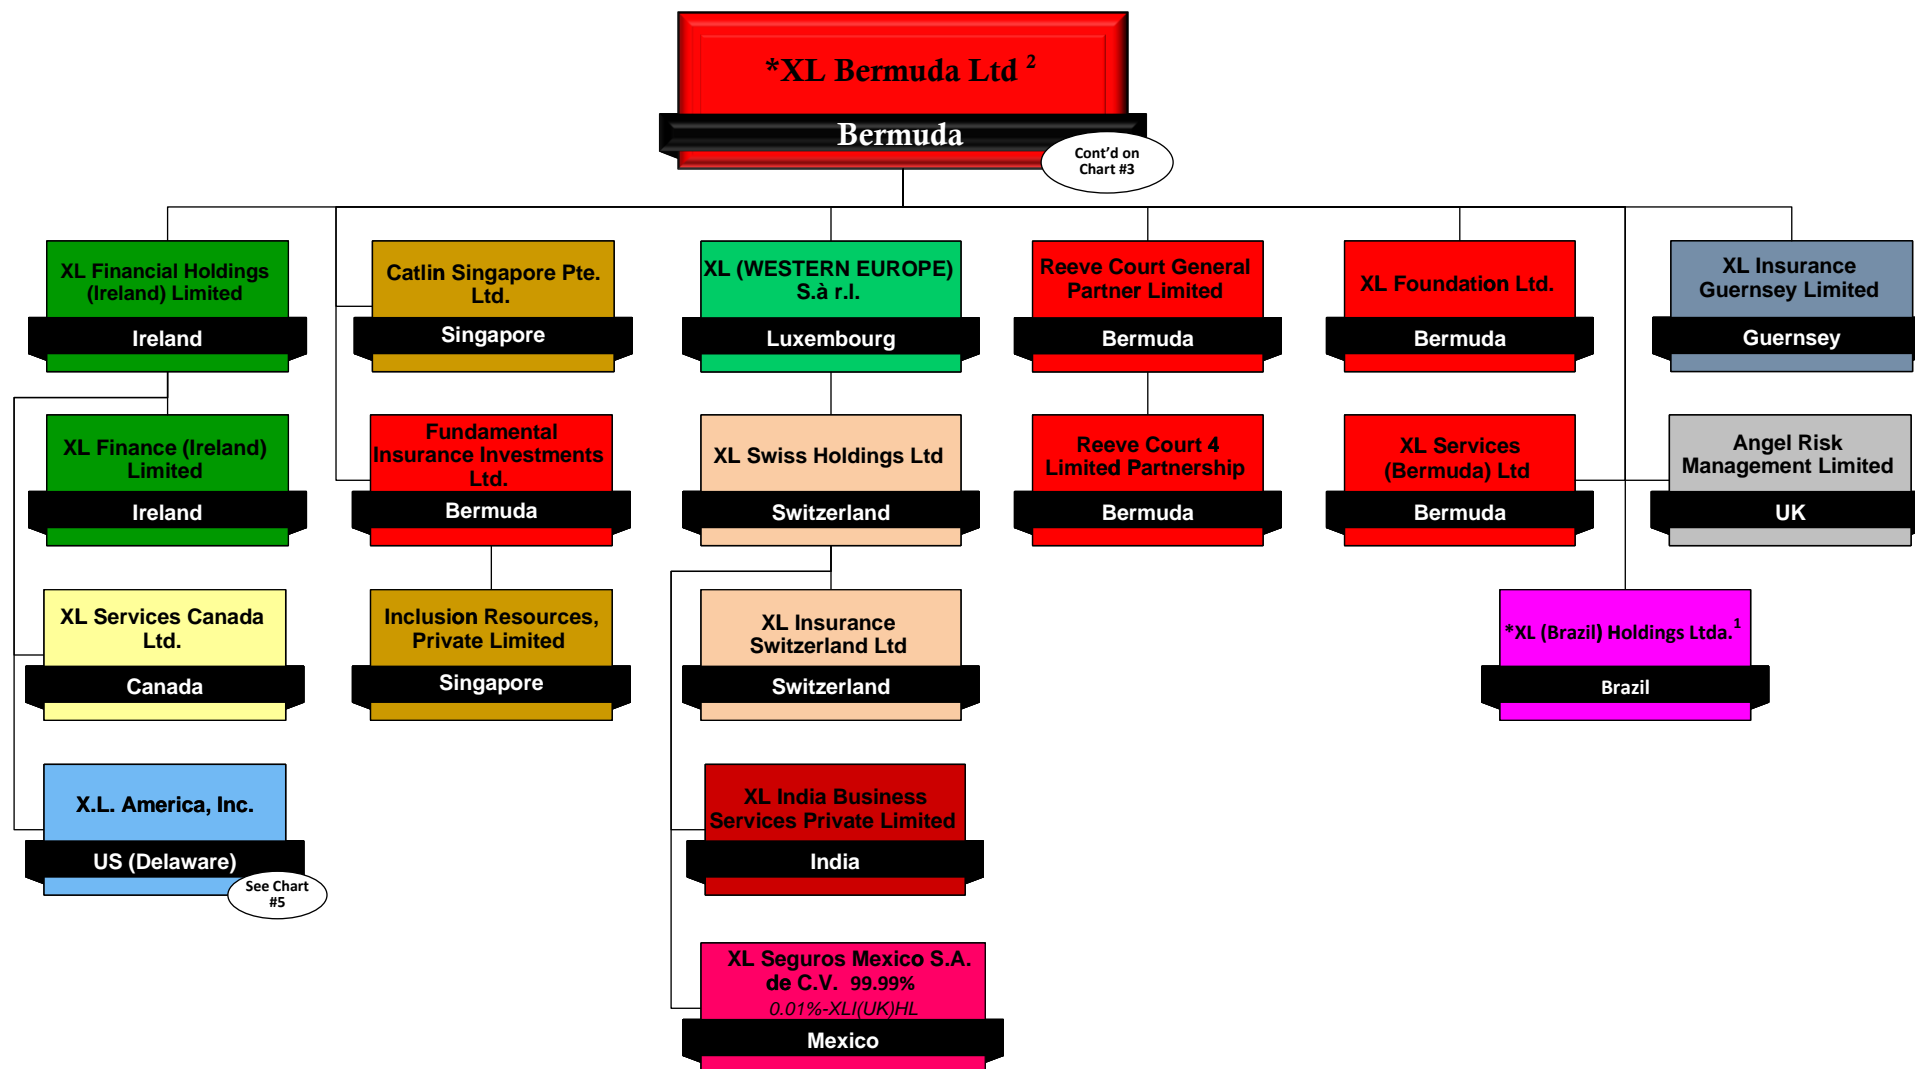 *XL Bermuda Ltd 2
Bermuda
Cont’d on
Chart #3
XL Financial Holdings
(Ireland) Limited
Ireland
Catlin Singapore Pte.
Ltd.
Singapore
XL (WESTERN EUROPE)
S.à r.l.
Luxembourg
Reeve Court General
Partner Limited
Bermuda
XL Foundation Ltd.
Bermuda
XL Insurance
Guernsey Limited
Guernsey
XL Finance (Ireland)
Limited
Ireland
Fundamental
Insurance Investments
Ltd.
Bermuda
XL Swiss Holdings Ltd
Switzerland
Reeve Court 4
Limited Partnership
Bermuda
XL Services
(Bermuda) Ltd
Bermuda
Angel Risk
Management Limited
UK
XL Services Canada
Ltd.
Canada
Inclusion Resources,
Private Limited
Singapore
XL Insurance
Switzerland Ltd
Switzerland
*XL (Brazil) Holdings Ltda.1
Brazil
X.L. America, Inc.
US (Delaware)
See Chart
#5
XL India Business
Services Private Limited
India
XL Seguros Mexico S.A.
de C.V. 99.99%
0.01%-XLI(UK)HL
Mexico